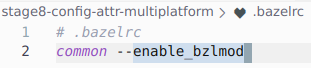 stage8-config-attr-multiplatform > .bazelrc
1 # .bazelrc
2 common --enable_bzlmod